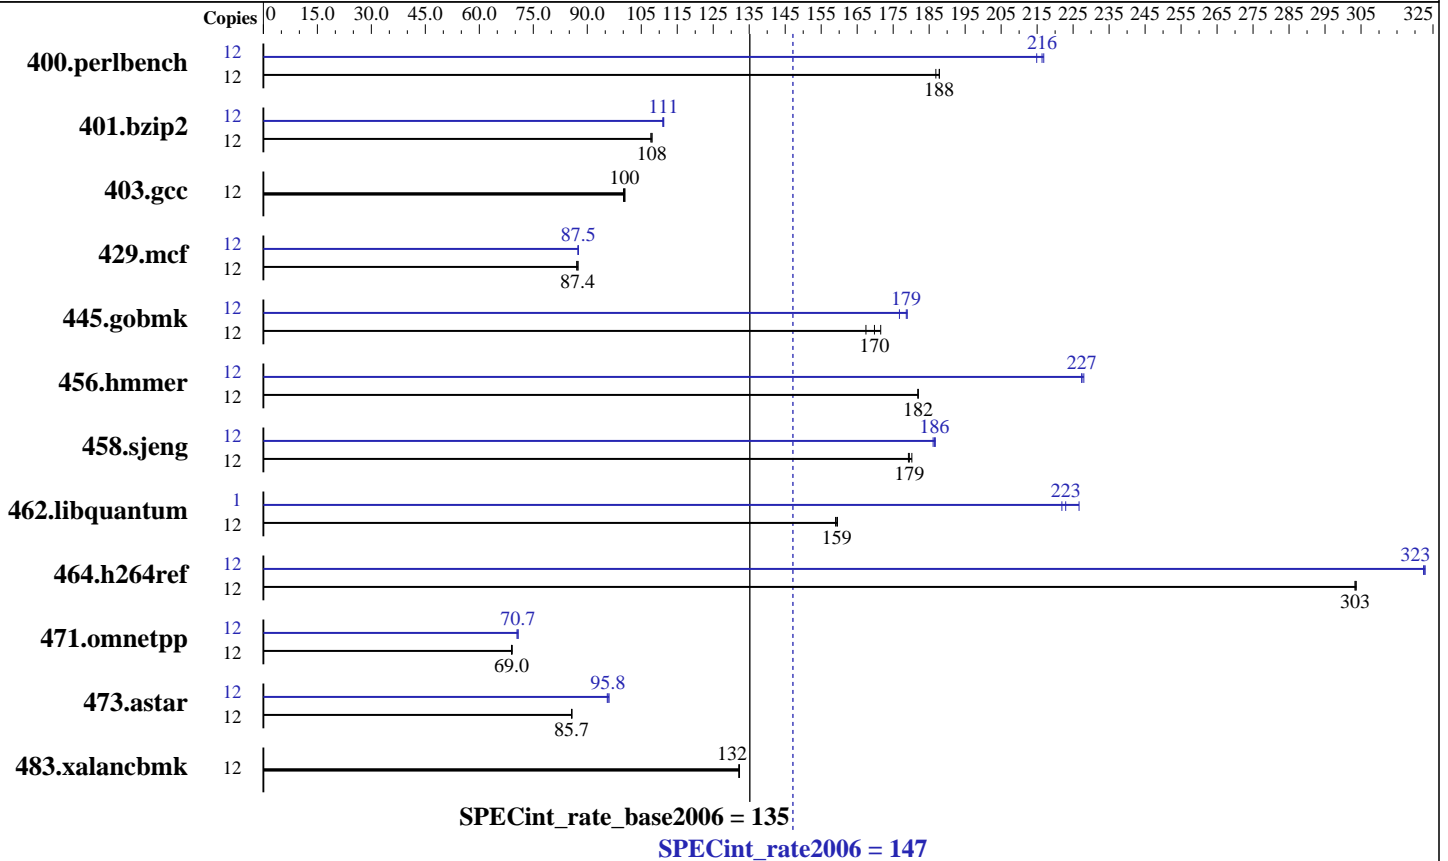 Copies 0 15.0 30.0 45.0 60.0 75.0 90.0 105 115 125 135 145 155 165 175 185 195 205 215 225 235 245 255 265 275 285 295 305 325
400.perlbench 12 216
12 188
401.bzip2 12 111
12 108
403.gcc 12 100
429.mcf 12 87.5
12 87.4
445.gobmk 12 179
12 170
456.hmmer 12 227
12 182
458.sjeng 12 186
12 179
462.libquantum 1 223
12 159
464.h264ref 12 323
12 303
471.omnetpp 12 70.7
12 69.0
473.astar 12 95.8
12 85.7
483.xalancbmk 12 132
SPECint_rate_base2006 = 135
SPECint_rate2006 = 147